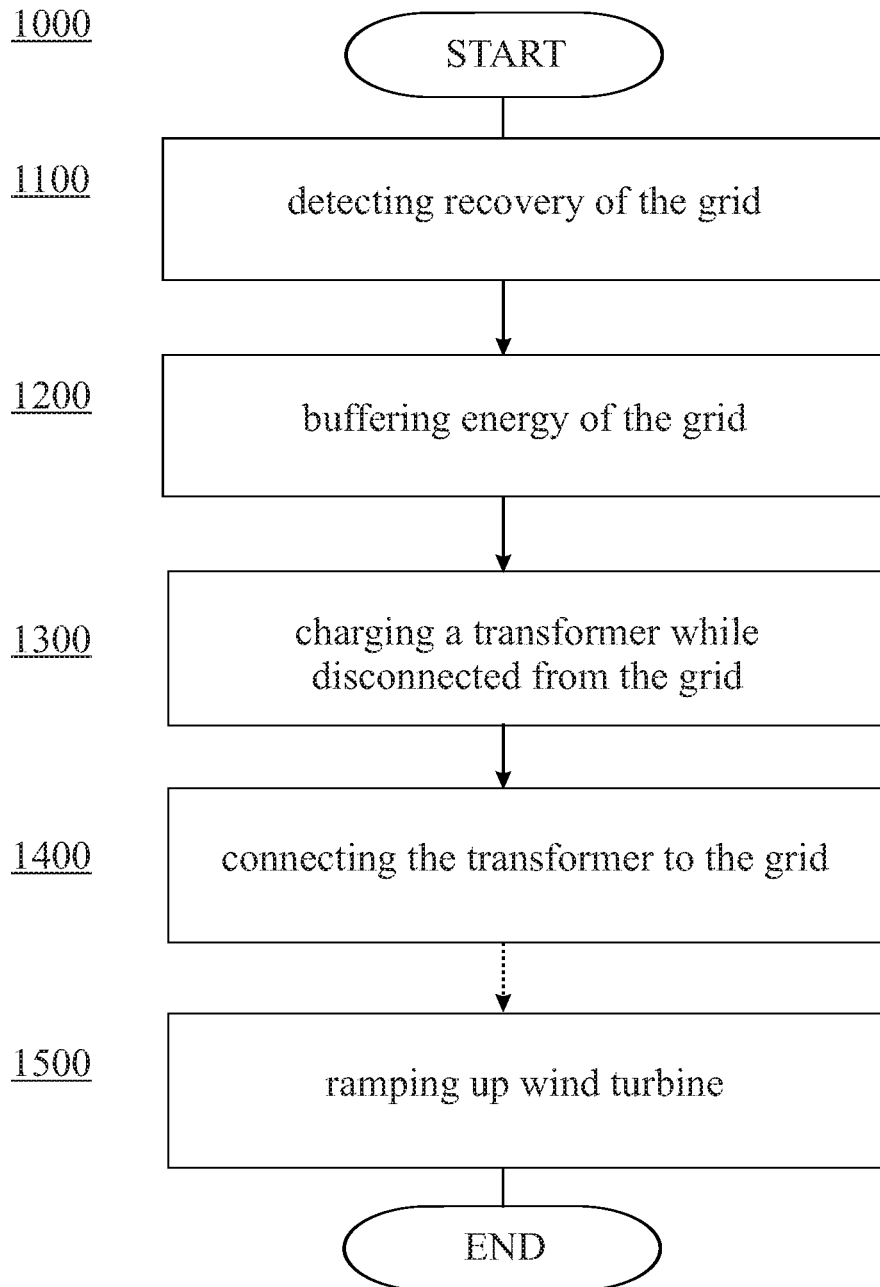 1000
START
1100
detecting recovery of the grid
1200
buffering energy of the grid
1300
charging a transformer while
disconnected from the grid
1400
connecting the transformer to the grid
1500
ramping up wind turbine
END